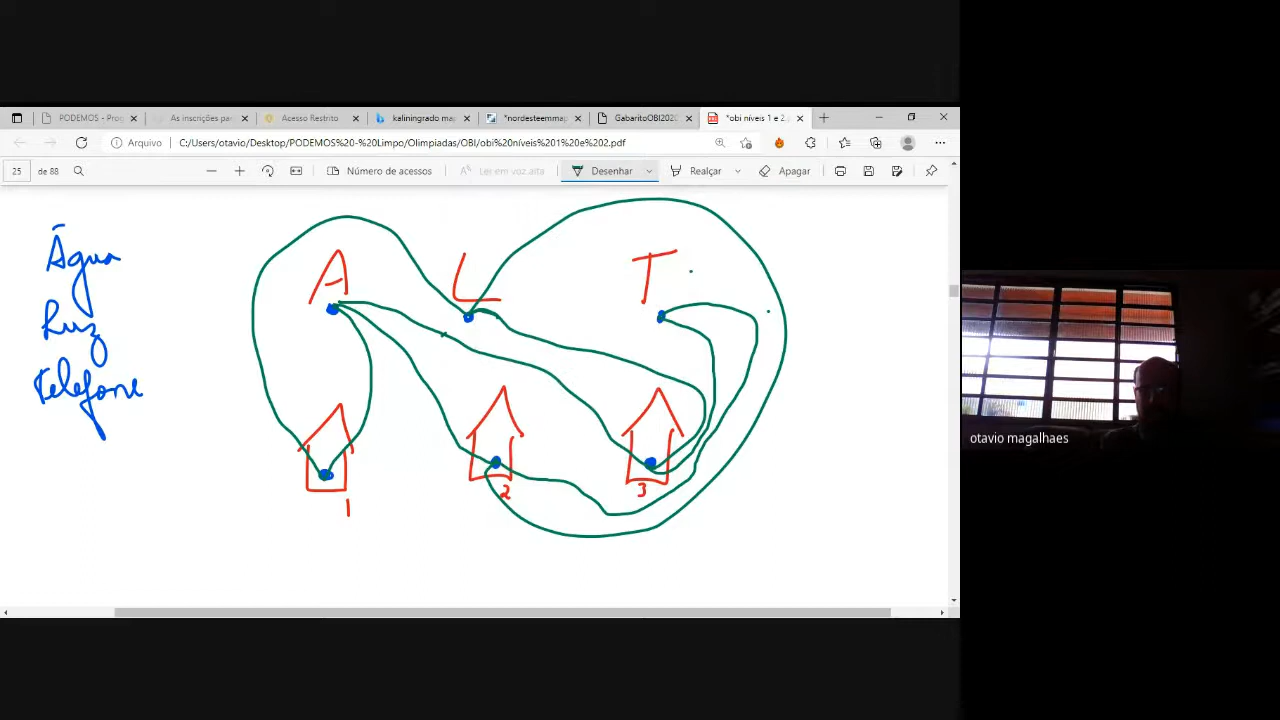 PODEMOS - Prog
As inscrições par
Acesso Restrito
kaliningrado map
*nordesteemmap
GabaritoOBI2020
*obi níveis 1 e 2.p
Arquivo
C:/Users/otavio/Desktop/PODEMOS%20-%20Limpo/Olimpiadas/OBI/obi%20níveis%201%20e%202.pdf
25 de 88
Número de acessos
Ler em voz alta
Desenhar
Realçar
Apagar
Água
Luz
Telefone
A L T
1 2 3
otavio magalhaes